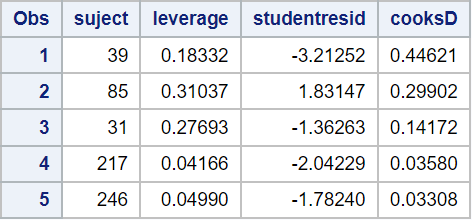 Obs suject leverage studentresid cooksD
1 39 0.18332 -3.21252 0.44621
2 85 0.31037 1.83147 0.29902
3 31 0.27693 -1.36263 0.14172
4 217 0.04166 -2.04229 0.03580
5 246 0.04990 -1.78240 0.03308